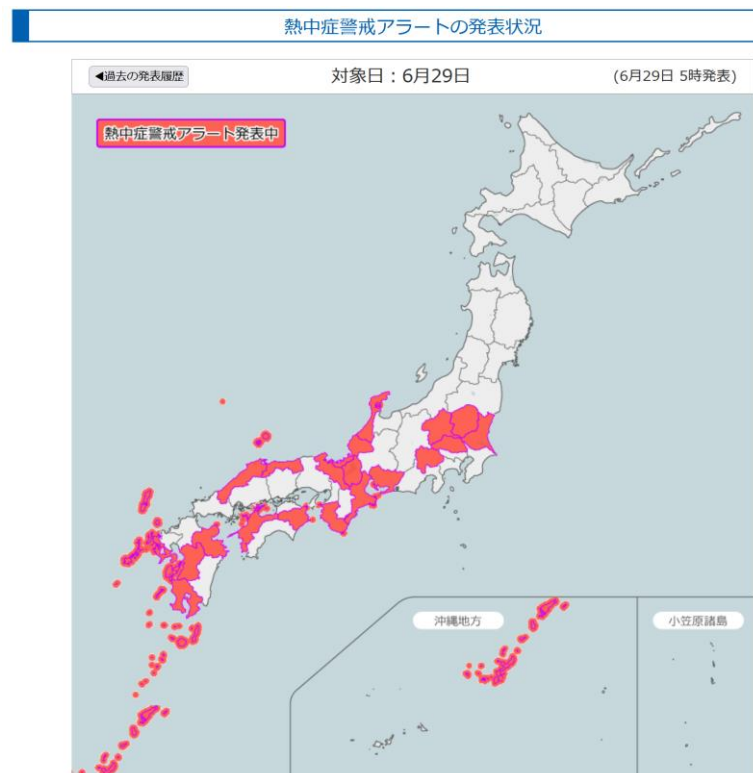 熱中症警戒アラートの発表状況
◀過去の発表履歴
対象日：6月29日
(6月29日 5時発表)
熱中症警戒アラート発表中
沖縄地方
小笠原諸島